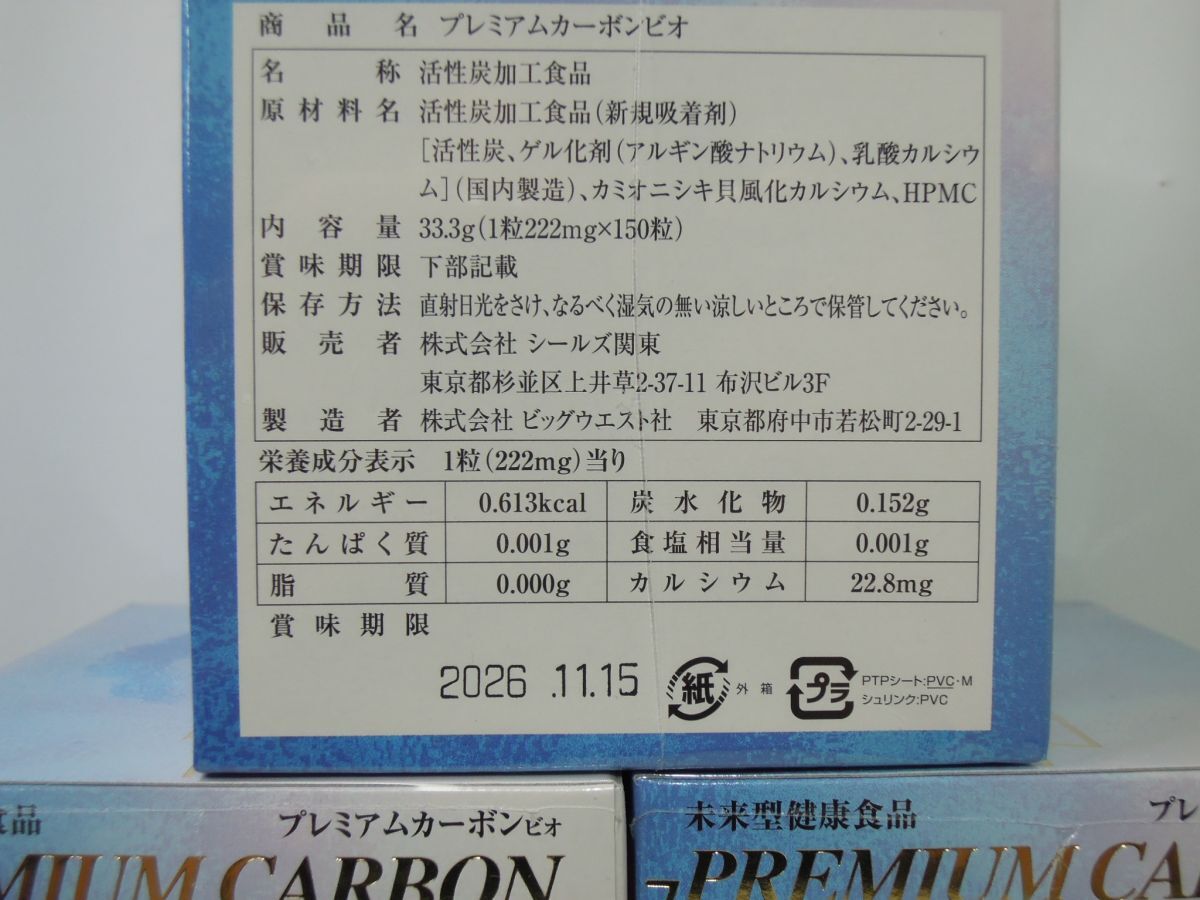 商品名 プレミアムカーボンビオ
名称 活性炭加工食品
原材料名 活性炭加工食品(新規吸着剤)
[活性炭、ゲル化剤(アルギン酸ナトリウム)、乳酸カルシウ
ム](国内製造)、カミオニシキ貝風化カルシウム、HPMC
内容量 33.3g(1粒222mg×150粒)
賞味期限 下部記載
保存方法 直射日光をさけ、なるべく湿気の無い涼しいところで保管してください。
販売者 株式会社 シールズ関東
東京都杉並区上井草2-37-11 布沢ビル3F
製造者 株式会社 ビッグウエスト社 東京都府中市若松町2-29-1
栄養成分表示 1粒(222mg)当り
エネルギー 0.613kcal 炭水化物 0.152g
たんぱく質 0.001g 食塩相当量 0.001g
脂質 0.000g カルシウム 22.8mg
賞味期限
2026 .11.15
紙 外箱
プラ PTPシート:PVC・M
シュリンク:PVC
食品 プレミアムカーボンビオ
MIUM CARBON
未来型健康食品 プレ
PREMIUM CA